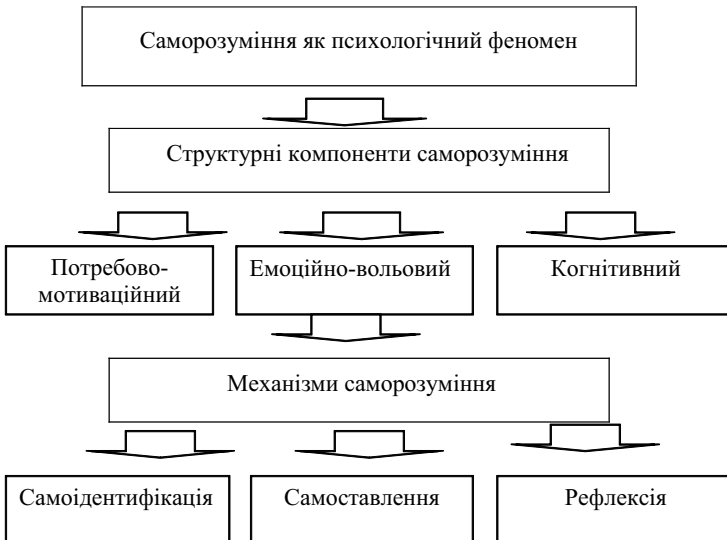 Саморозуміння як психологічний феномен
Структурні компоненти саморозуміння
Потребово-
мотиваційний
Емоційно-вольовий
Когнітивний
Механізми саморозуміння
Самоідентифікація
Самоставлення
Рефлексія